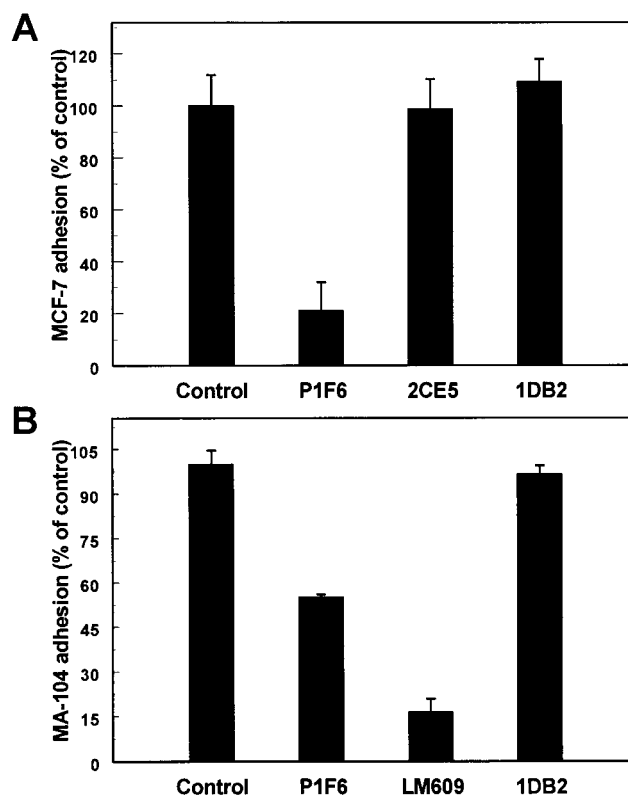 A
MCF-7 adhesion (% of control)
120
100
80
60
40
20
0
Control P1F6 2CE5 1DB2
B
MA-104 adhesion (% of control)
105
90
75
60
45
30
15
0
Control P1F6 LM609 1DB2